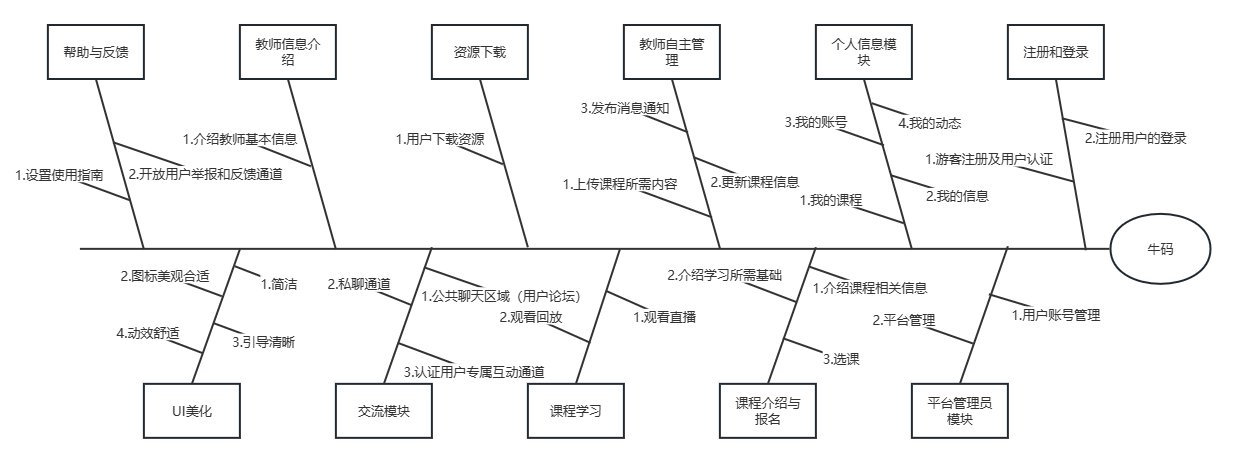 帮助与反馈
教师信息介
绍
资源下载
教师自主管
理
个人信息模
块
注册和登录
3.发布消息通知
3.我的账号
4.我的动态
1.介绍教师基本信息
1.用户下载资源
2.注册用户的登录
1.游客注册及用户认证
1.设置使用指南
2.开放用户举报和反馈通道
1.上传课程所需内容
2.更新课程信息
1.我的课程
2.我的信息
牛码
2.图标美观合适
1.简洁
2.私聊通道
1.公共聊天区域（用户论坛）
2.介绍学习所需基础
1.介绍课程相关信息
2.观看回放
1.观看直播
2.平台管理
1.用户账号管理
4.动效舒适
3.引导清晰
3.认证用户专属互动通道
3.选课
UI美化
交流模块
课程学习
课程介绍与
报名
平台管理员
模块